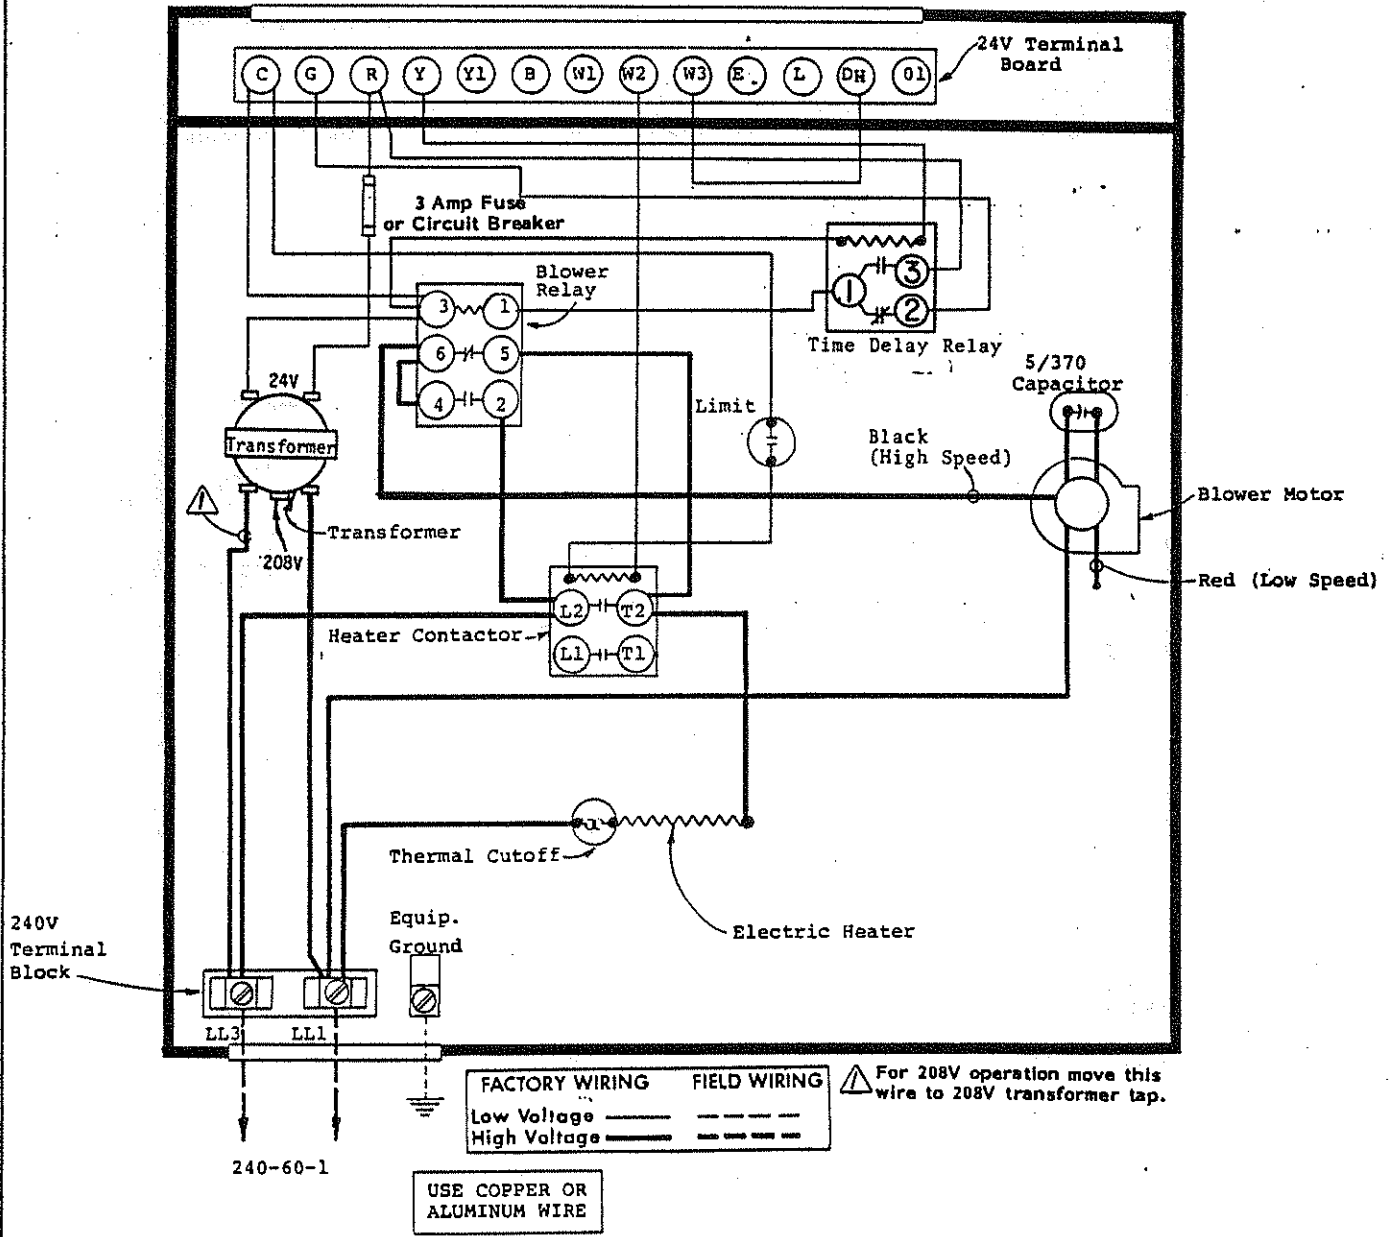 C G R Y Y1 B W1 W2 W3 E. L DH O1
24V Terminal
Board
3 Amp Fuse
or Circuit Breaker
Blower
Relay
3 1
6 5
4 2
1 3
2
Time Delay Relay
5/370
Capacitor
24V
Transformer
Limit
Black
(High Speed)
Blower Motor
Transformer
208V
Red (Low Speed)
L2 T2
Heater Contactor
L1 T1
Thermal Cutoff
Electric Heater
240V
Terminal
Block
Equip.
Ground
LL3 LL1
FACTORY WIRING FIELD WIRING
Low Voltage
High Voltage
1 For 208V operation move this
wire to 208V transformer tap.
240-60-1
USE COPPER OR
ALUMINUM WIRE
1